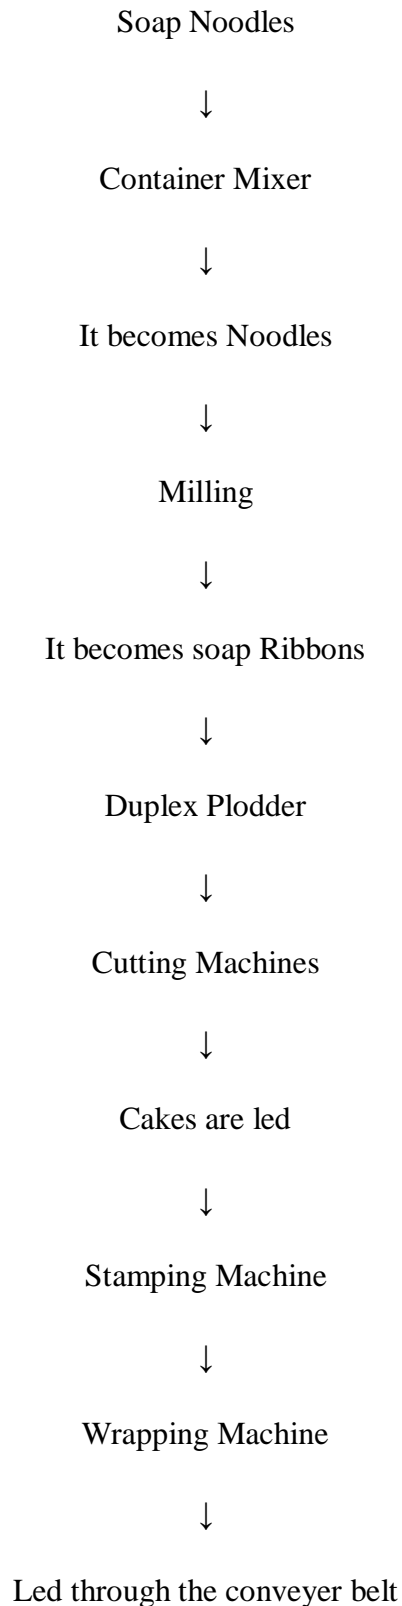 Soap Noodles
↓
Container Mixer
↓
It becomes Noodles
↓
Milling
↓
It becomes soap Ribbons
↓
Duplex Plodder
↓
Cutting Machines
↓
Cakes are led
↓
Stamping Machine
↓
Wrapping Machine
↓
Led through the conveyer belt